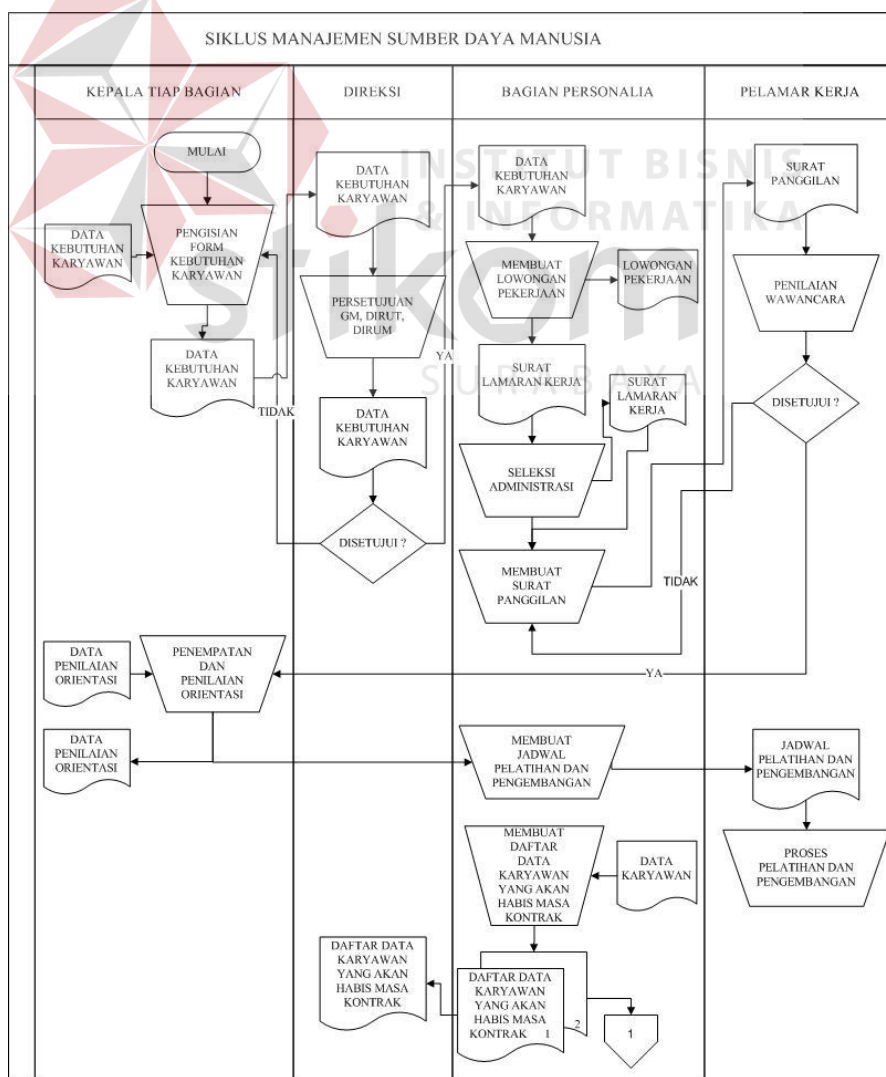 SIKLUS MANAJEMEN SUMBER DAYA MANUSIA
KEPALA TIAP BAGIAN
DIREKSI
BAGIAN PERSONALIA
PELAMAR KERJA
INSTITUT BISNIS
& INFORMATIKA
stikom
SURABAYA
MULAI
DATA
KEBUTUHAN
KARYAWAN
PENGISIAN
FORM
KEBUTUHAN
KARYAWAN
DATA
KEBUTUHAN
KARYAWAN
TIDAK
DATA
KEBUTUHAN
KARYAWAN
PERSETUJUAN
GM, DIRUT,
DIRUM
DATA
KEBUTUHAN
KARYAWAN
DISETUJUI ?
YA
DATA
KEBUTUHAN
KARYAWAN
MEMBUAT
LOWONGAN
PEKERJAAN
LOWONGAN
PEKERJAAN
SURAT
LAMARAN KERJA
SURAT
LAMARAN
KERJA
SELEKSI
ADMINISTRASI
MEMBUAT
SURAT
PANGGILAN
SURAT
PANGGILAN
PENILAIAN
WAWANCARA
DISETUJUI ?
TIDAK
YA
DATA
PENILAIAN
ORIENTASI
PENEMPATAN
DAN
PENILAIAN
ORIENTASI
DATA
PENILAIAN
ORIENTASI
MEMBUAT
JADWAL
PELATIHAN DAN
PENGEMBANGAN
JADWAL
PELATIHAN DAN
PENGEMBANGAN
PROSES
PELATIHAN DAN
PENGEMBANGAN
MEMBUAT
DAFTAR
DATA
KARYAWAN
YANG AKAN
HABIS MASA
KONTRAK
DATA
KARYAWAN
DAFTAR DATA
KARYAWAN
YANG AKAN
HABIS MASA
KONTRAK
DAFTAR DATA
KARYAWAN
YANG AKAN
HABIS MASA
KONTRAK 1
2
1